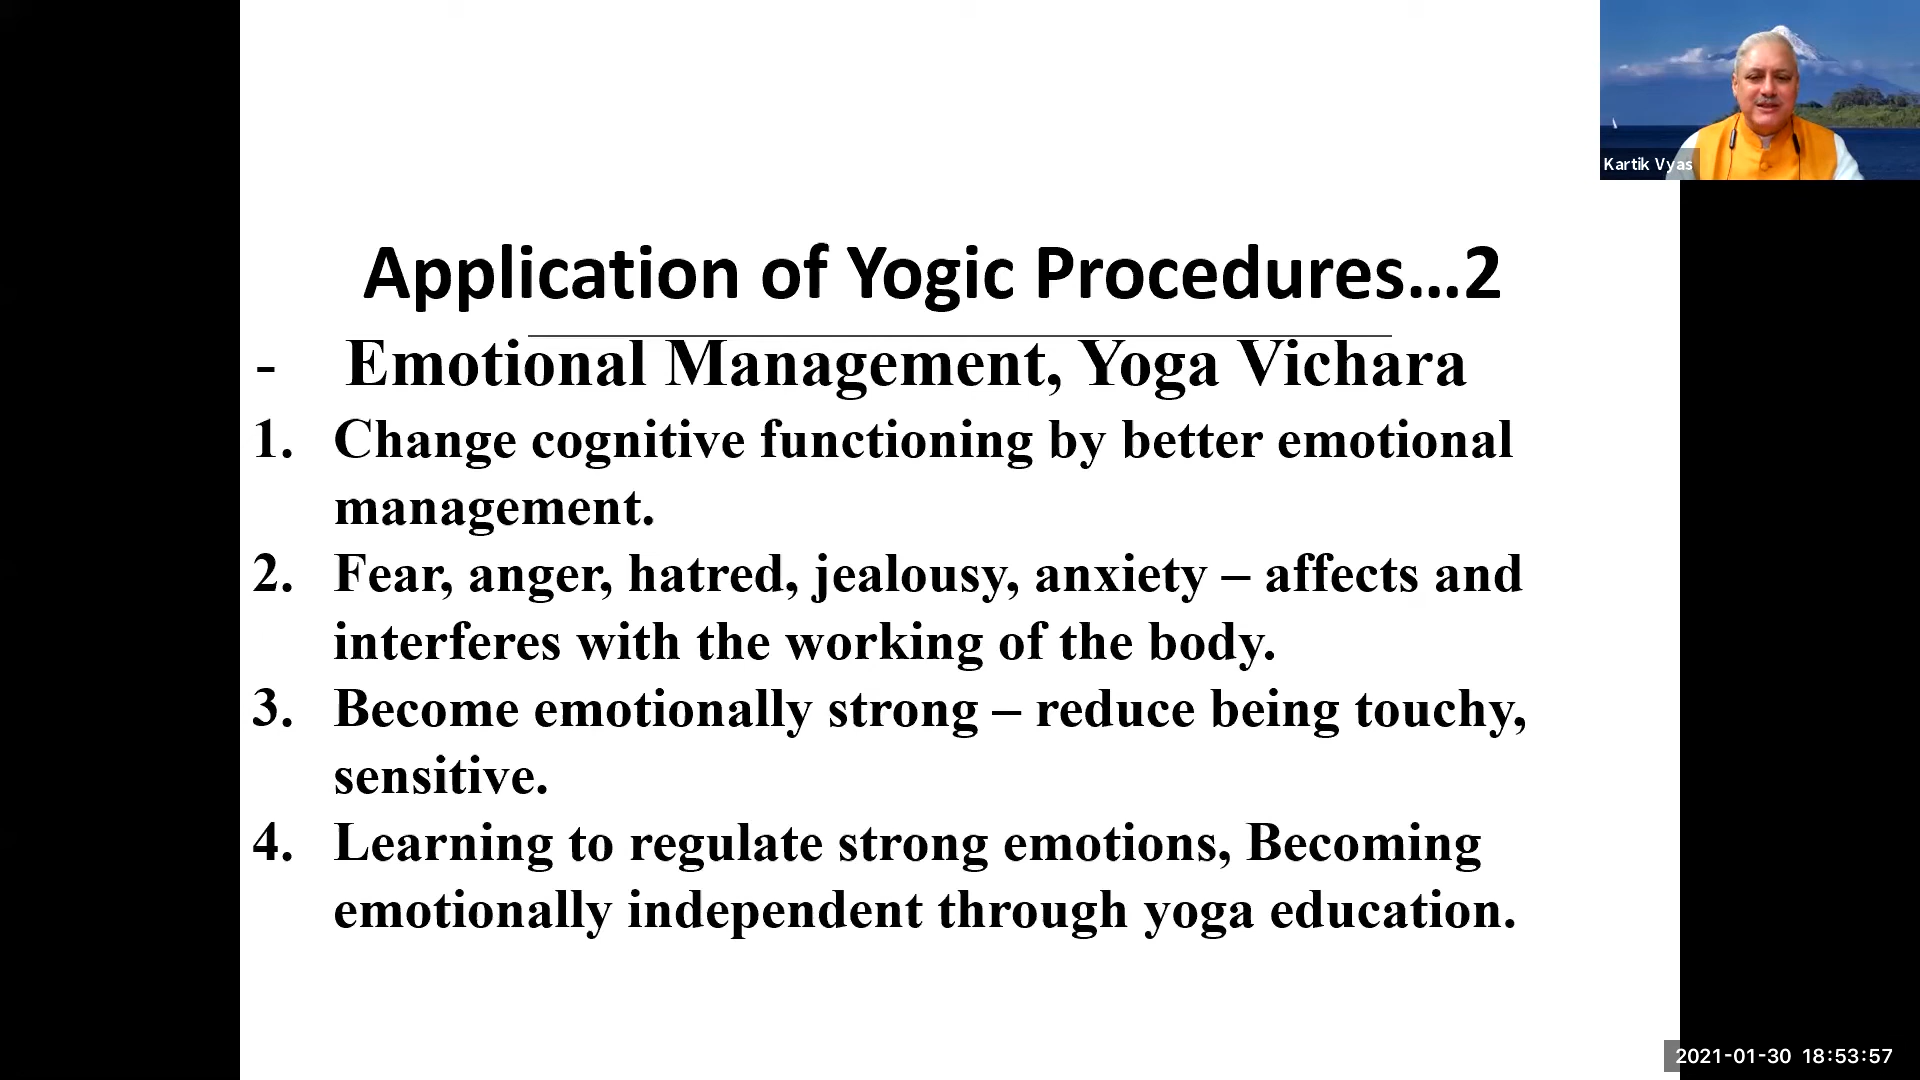 Kartik Vyas
Application of Yogic Procedures...2
- Emotional Management, Yoga Vichara
1. Change cognitive functioning by better emotional
management.
2. Fear, anger, hatred, jealousy, anxiety – affects and
interferes with the working of the body.
3. Become emotionally strong – reduce being touchy,
sensitive.
4. Learning to regulate strong emotions, Becoming
emotionally independent through yoga education.
2021-01-30 18:53:57